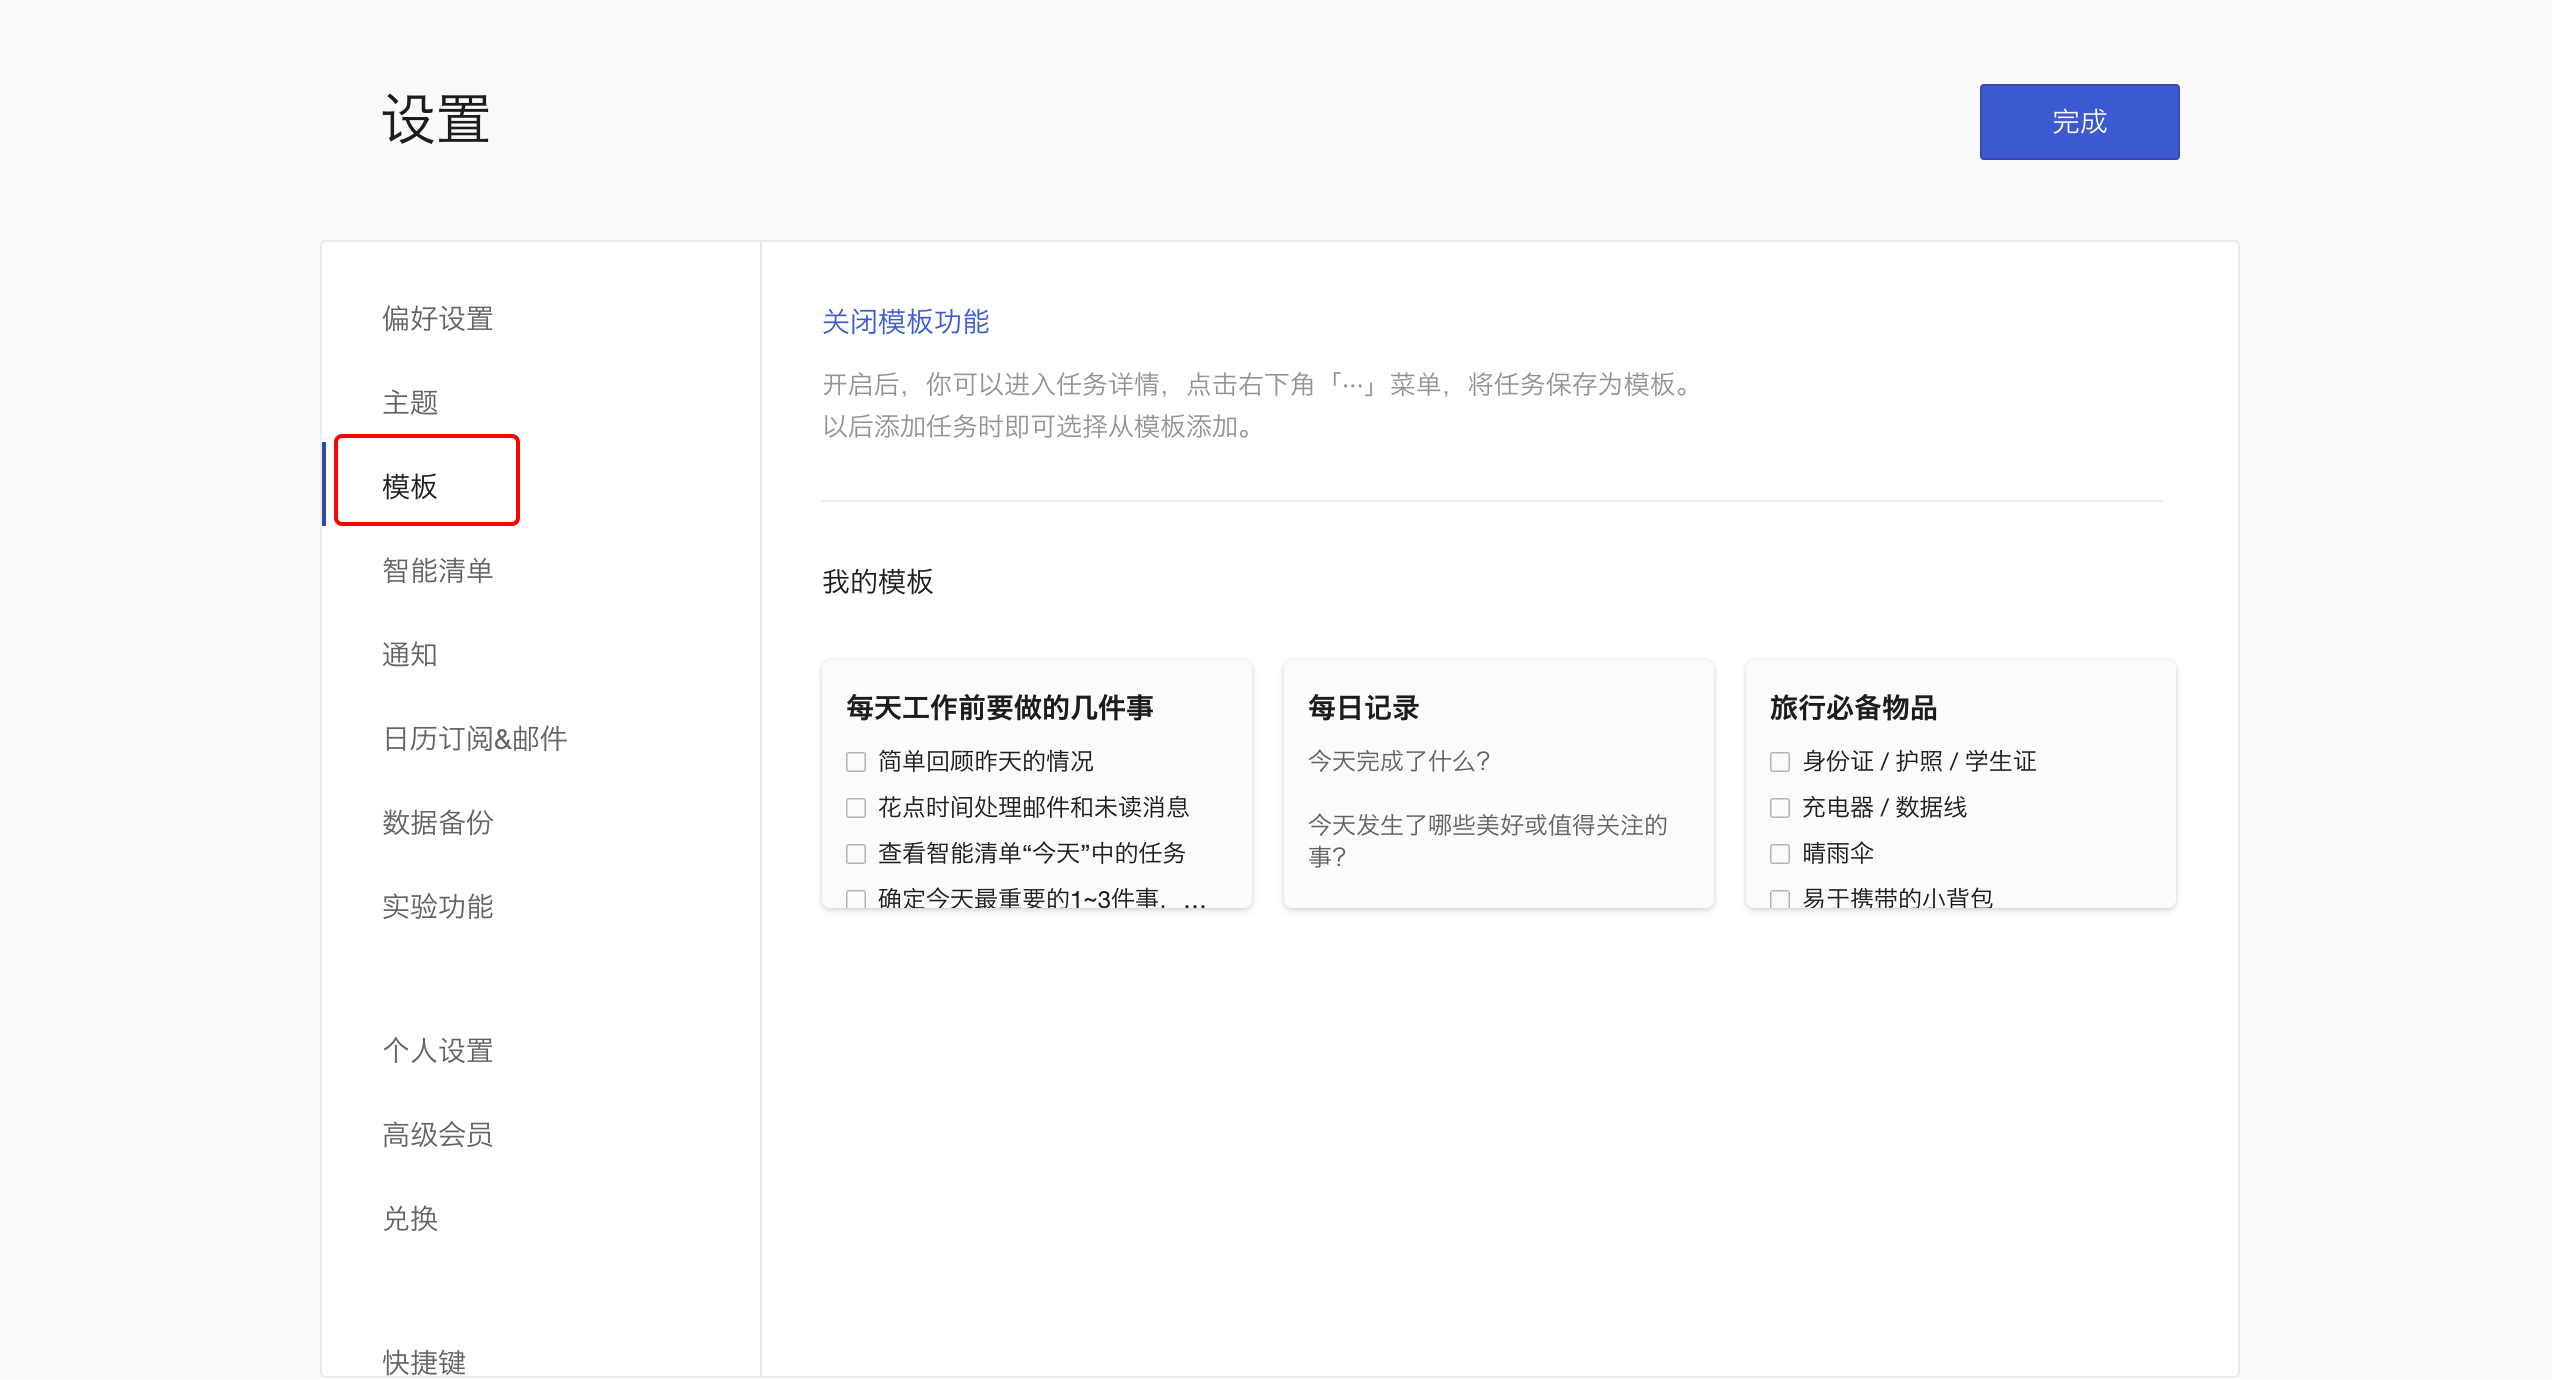 设置
完成
偏好设置
主题
模板
智能清单
通知
日历订阅&邮件
数据备份
实验功能
个人设置
高级会员
兑换
快捷键
关闭模板功能
开启后，你可以进入任务详情，点击右下角「···」菜单，将任务保存为模板。
以后添加任务时即可选择从模板添加。
我的模板
每天工作前要做的几件事
简单回顾昨天的情况
花点时间处理邮件和未读消息
查看智能清单“今天”中的任务
确定今天最重要的1~3件事，...
每日记录
今天完成了什么？
今天发生了哪些美好或值得关注的
事？
旅行必备物品
身份证 / 护照 / 学生证
充电器 / 数据线
晴雨伞
易于携带的小背包